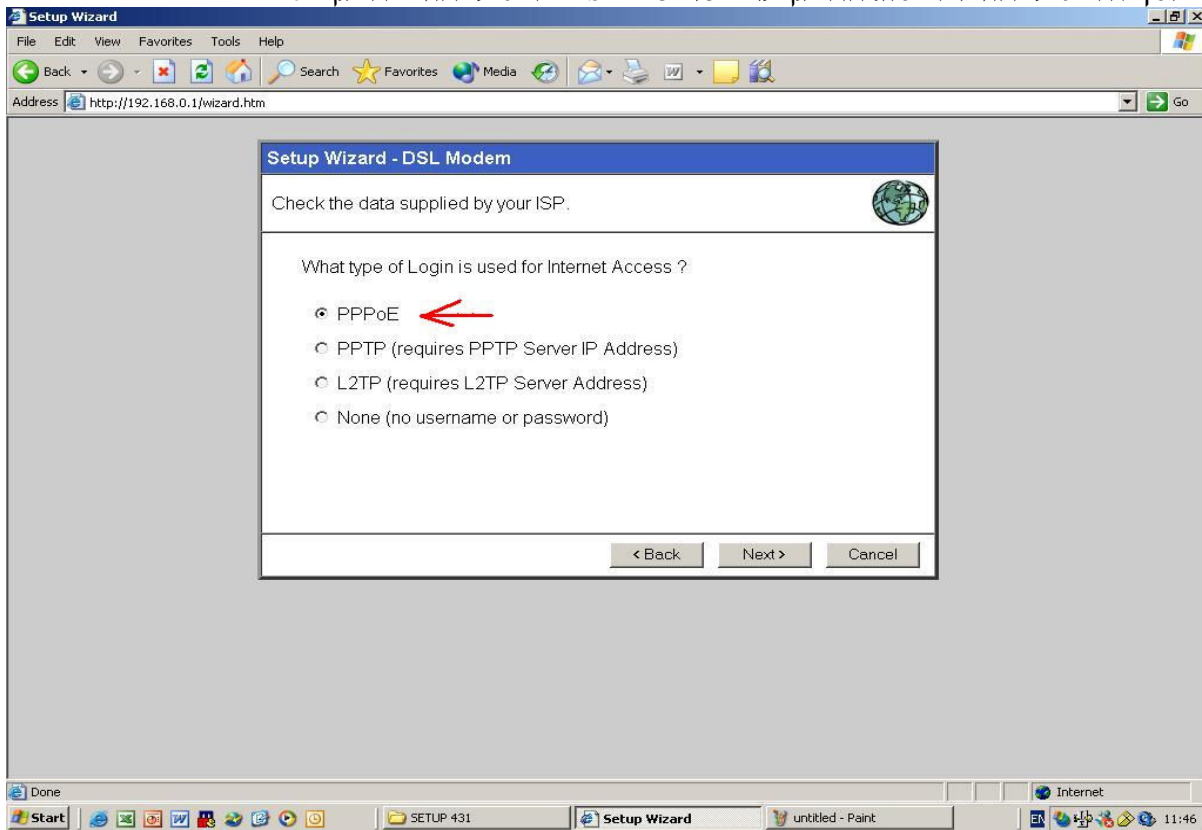 Setup Wizard
File Edit View Favorites Tools Help
Back Search Favorites Media
Address http://192.168.0.1/wizard.htm Go
Setup Wizard - DSL Modem
Check the data supplied by your ISP.
What type of Login is used for Internet Access ?
PPPoE
PPTP (requires PPTP Server IP Address)
L2TP (requires L2TP Server Address)
None (no username or password)
< Back Next > Cancel
Done Internet
Start SETUP 431 Setup Wizard untitled - Paint EN 11:46